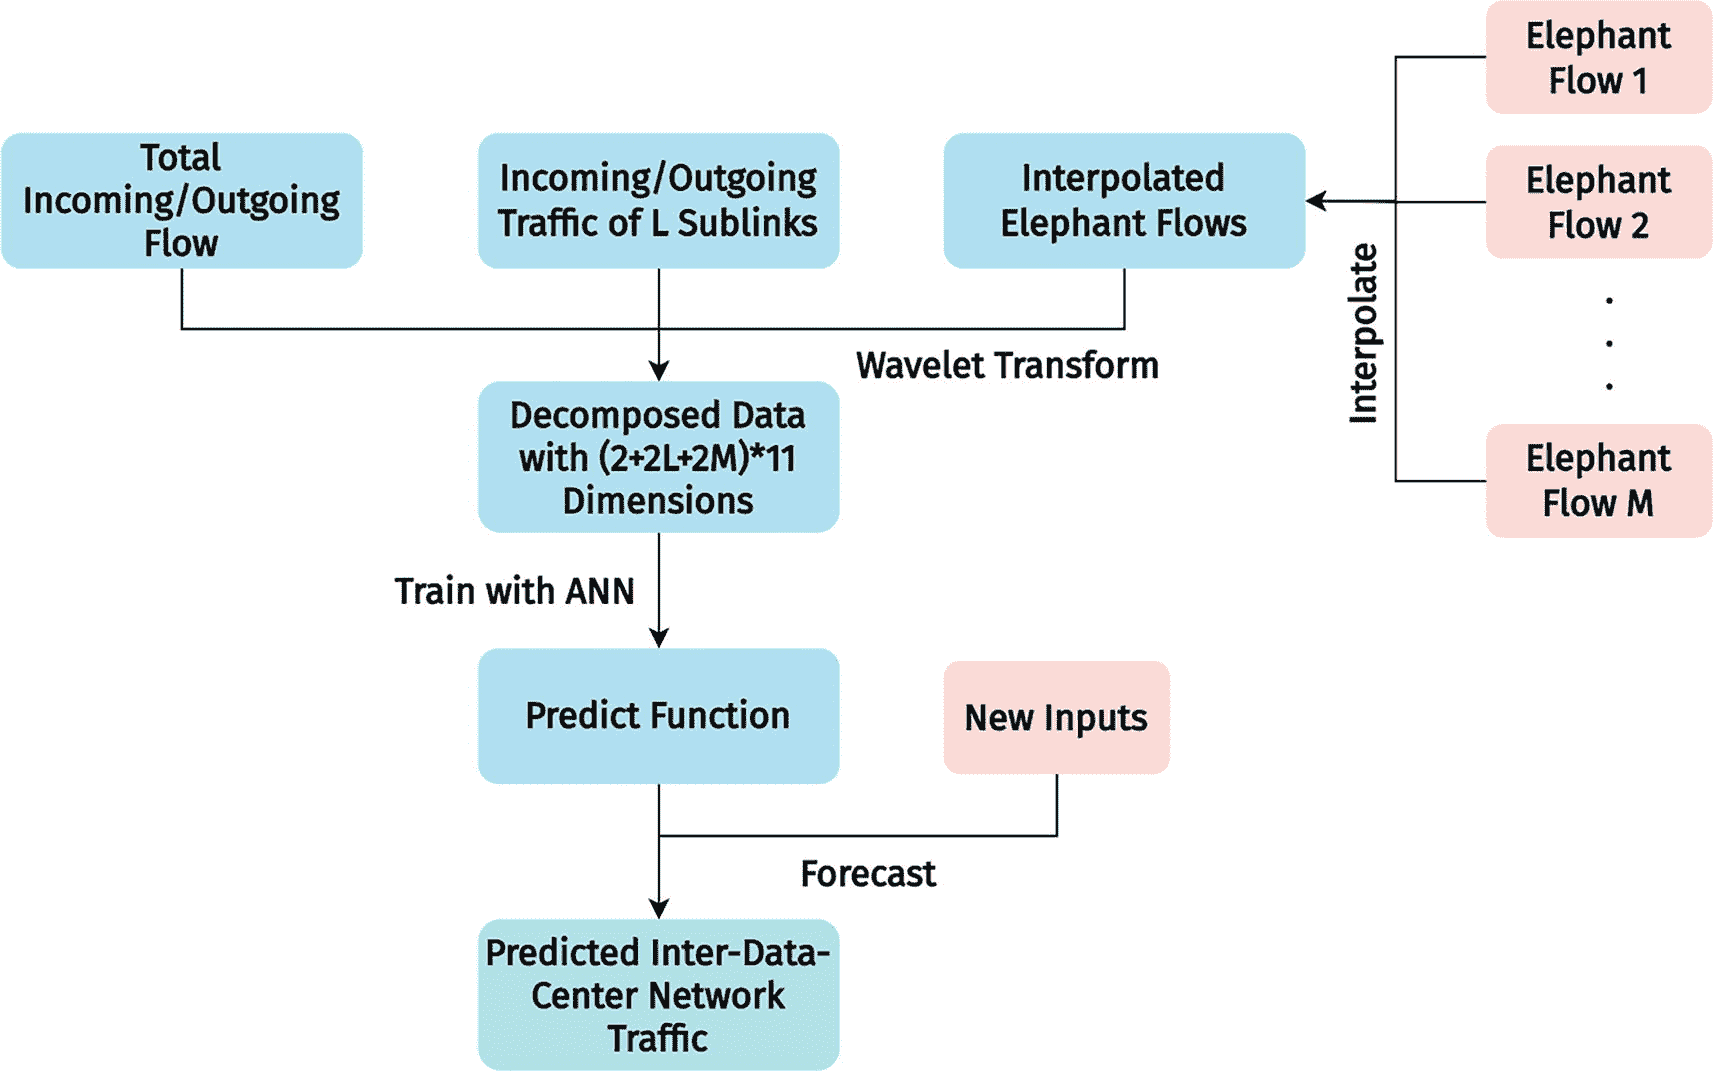 Elephant
Flow 1
Total
Incoming/Outgoing
Flow
Incoming/Outgoing
Traffic of L Sublinks
Interpolated
Elephant Flows
Elephant
Flow 2
Interpolate
Wavelet Transform
Decomposed Data
with (2+2L+2M)*11
Dimensions
Elephant
Flow M
Train with ANN
Predict Function
New Inputs
Forecast
Predicted Inter-Data-
Center Network
Traffic